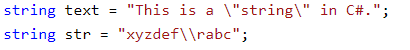 string text = "This is a \"string\" in C#.";
string str = "xyzdef\\rabc";